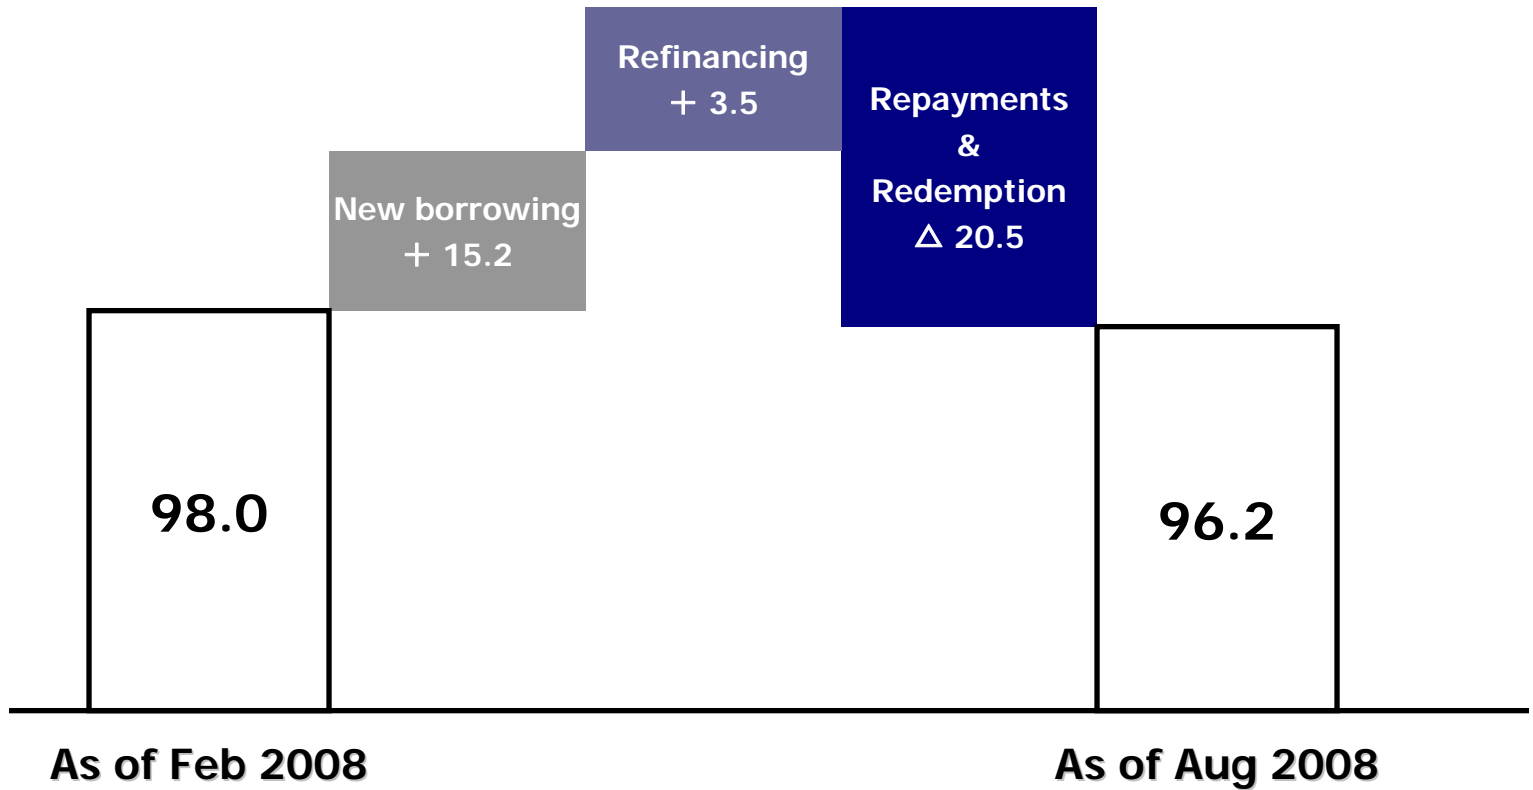 Refinancing
＋ 3.5
Repayments
&
Redemption
△ 20.5
New borrowing
＋ 15.2
98.0
96.2
As of Feb 2008
As of Aug 2008